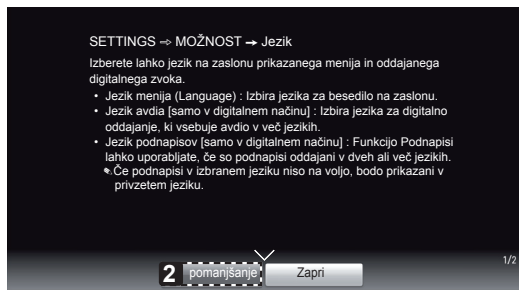 SETTINGS ⇨ MOŽNOST → Jezik
Izberete lahko jezik na zaslonu prikazanega menija in oddajanega
digitalnega zvoka.
• Jezik menija (Language) : Izbira jezika za besedilo na zaslonu.
• Jezik avdia [samo v digitalnem načinu] : Izbira jezika za digitalno
oddajanje, ki vsebuje avdio v več jezikih.
• Jezik podnapisov [samo v digitalnem načinu] : Funkcijo Podnapisi
lahko uporabljate, če so podnapisi oddajani v dveh ali več jezikih.
✎Če podnapisi v izbranem jeziku niso na voljo, bodo prikazani v
privzetem jeziku.
1/2
2 pomanjšanje Zapri